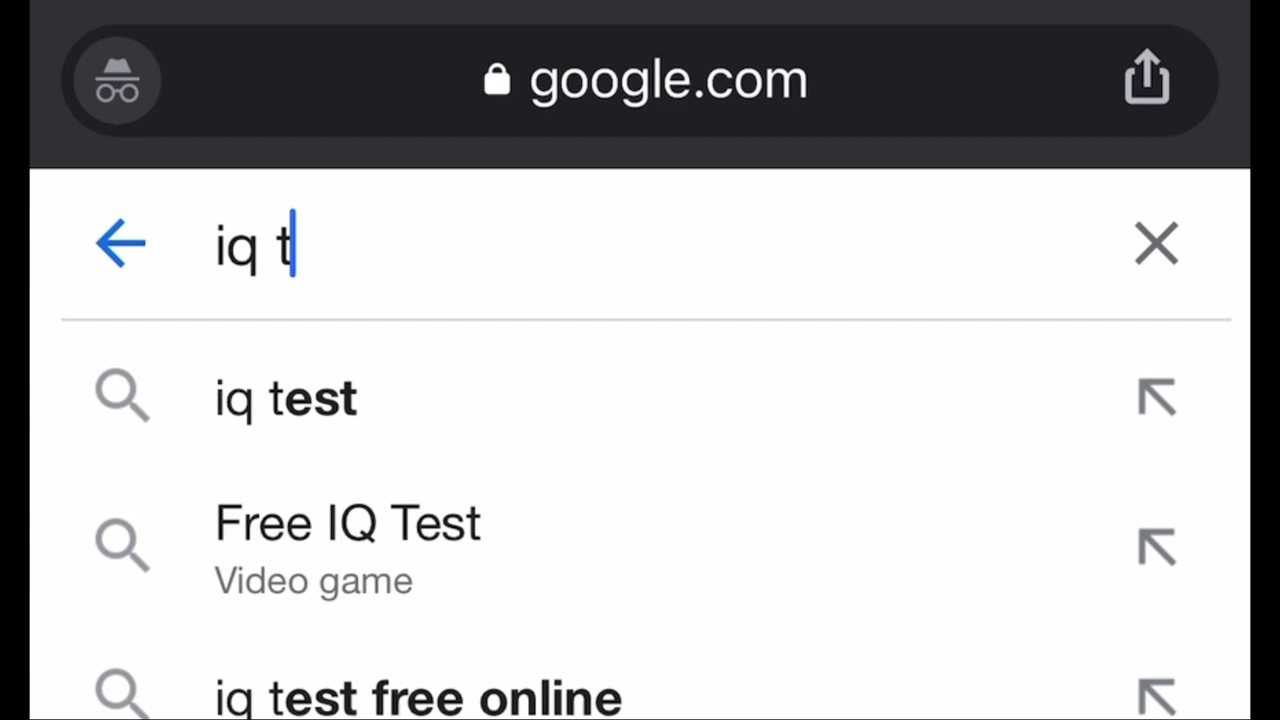 google.com
iq t
iq test
Free IQ Test
Video game
iq test free online